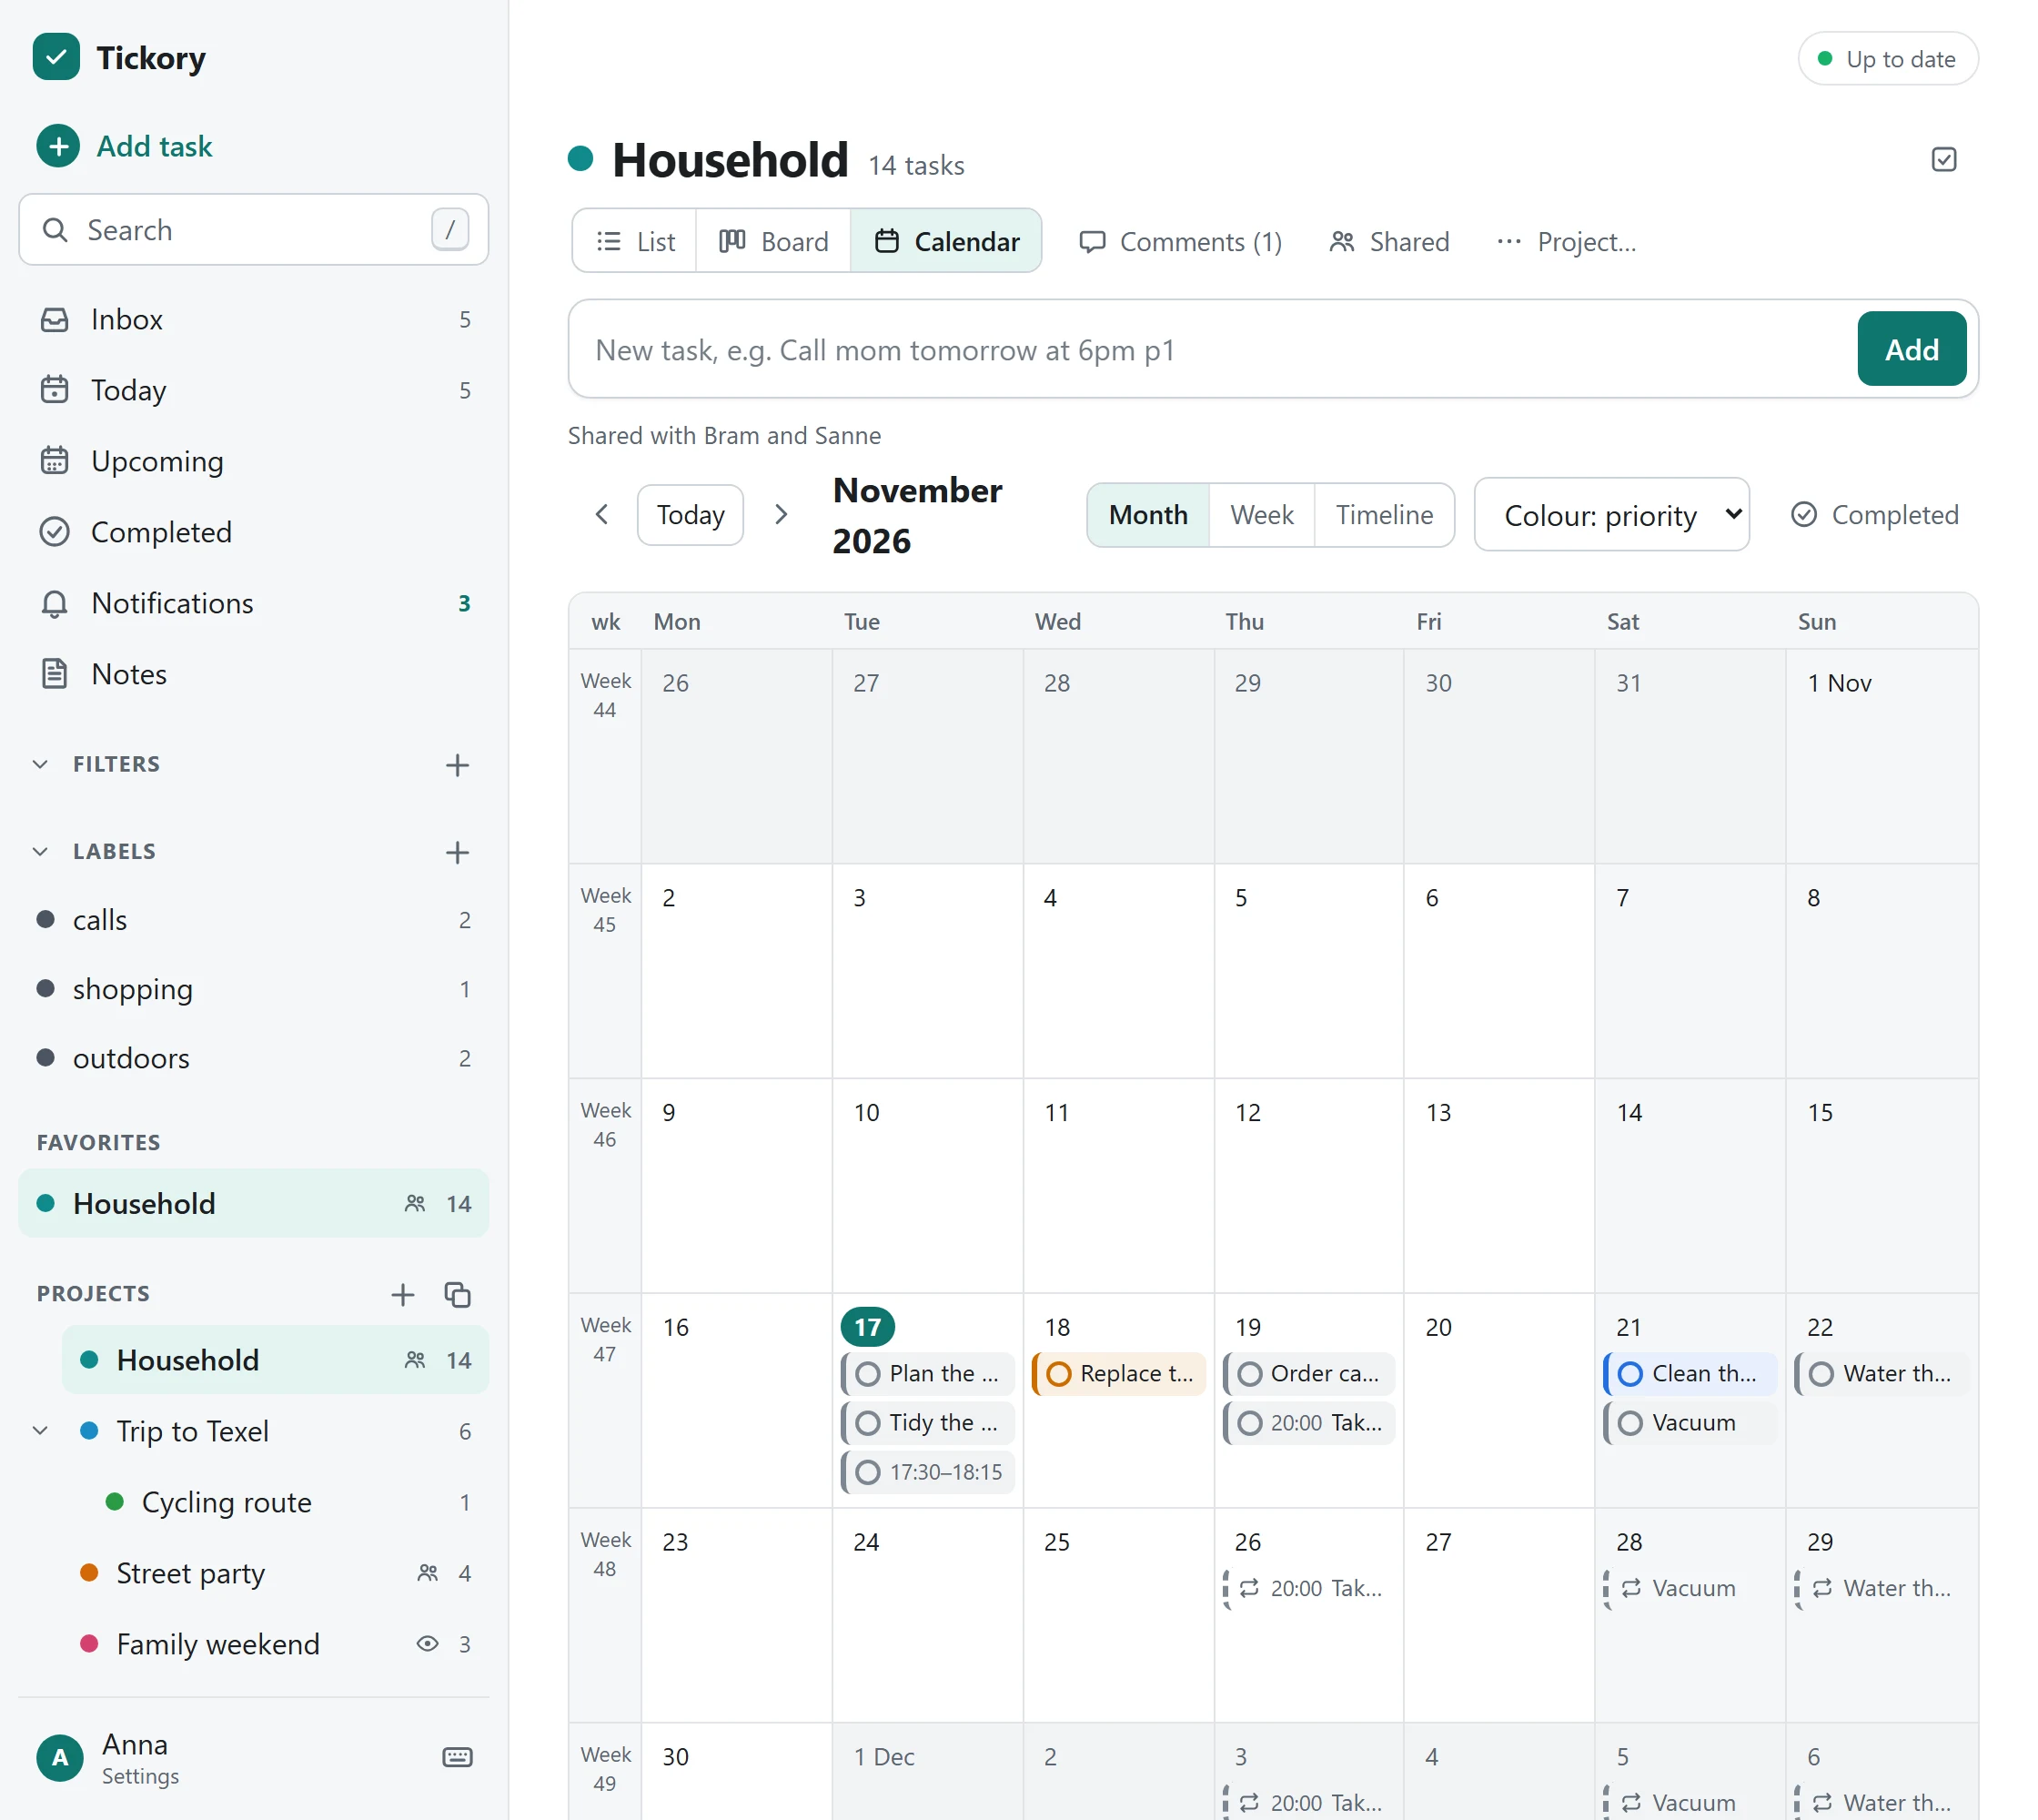 Tickory
Add task
Search /
Inbox 5
Today 5
Upcoming
Completed
Notifications 3
Notes
FILTERS
LABELS
calls 2
shopping 1
outdoors 2
FAVORITES
Household 14
PROJECTS
Household 14
Trip to Texel 6
Cycling route 1
Street party 4
Family weekend 3
A Anna
Settings
Up to date
Household 14 tasks
List Board Calendar Comments (1) Shared Project...
New task, e.g. Call mom tomorrow at 6pm p1 Add
Shared with Bram and Sanne
Today November 2026 Month Week Timeline Colour: priority Completed
wk Mon Tue Wed Thu Fri Sat Sun
Week 44 26 27 28 29 30 31 1 Nov
Week 45 2 3 4 5 6 7 8
Week 46 9 10 11 12 13 14 15
Week 47 16 17 18 19 20 21 22
Plan the ... Replace t... Order ca... Clean th... Water th...
Tidy the ... 20:00 Tak... Vacuum
17:30–18:15
Week 48 23 24 25 26 27 28 29
20:00 Tak... Vacuum Water th...
Week 49 30 1 Dec 2 3 4 5 6
20:00 Tak... Vacuum Water th...